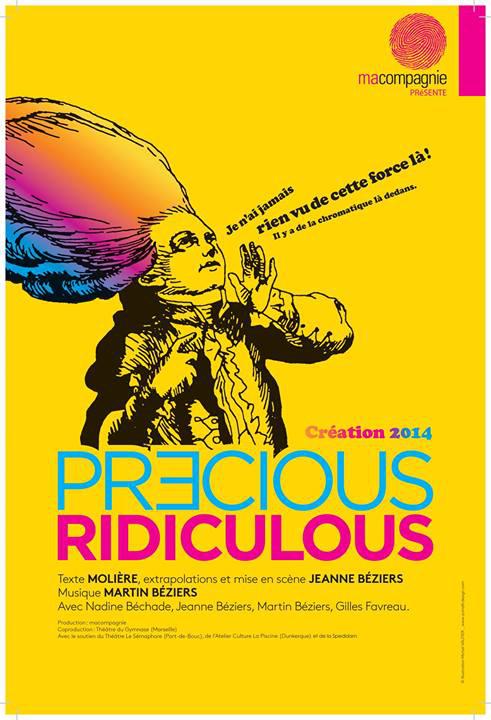 macompagnie
PRéSENTE
Je n'ai jamais
rien vu de cette force là!
Il y a de la chromatique là dedans.
Création 2014
PRƎCIOUS
RIDICULOUS
Texte MOLIÈRE, extrapolations et mise en scène JEANNE BÉZIERS
Musique MARTIN BÉZIERS
Avec Nadine Béchade, Jeanne Béziers, Martin Béziers, Gilles Favreau.
Production : macompagnie
Coproduction : Théâtre du Gymnase (Marseille)
Avec le soutien du Théâtre Le Sémaphore (Port-de-Bouc), de l'Atelier Culture La Piscine (Dunkerque) et de la Spedidam.